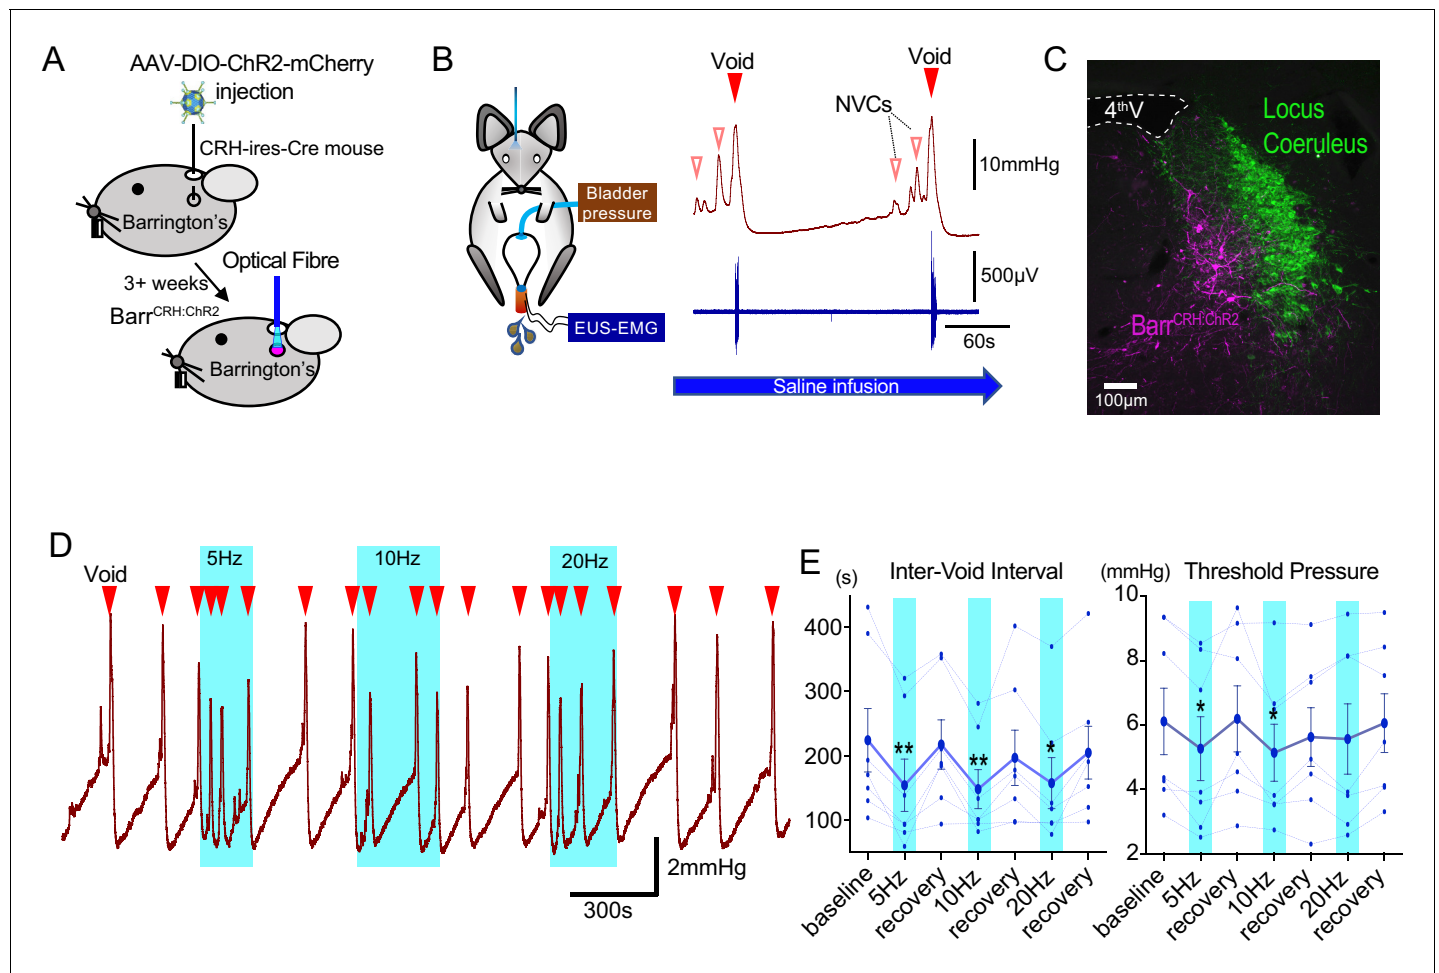 A
AAV-DIO-ChR2-mCherry
injection
CRH-ires-Cre mouse
Barrington's
3+ weeks
Optical Fibre
Barr^CRH:ChR2
Barrington's
B
Bladder
pressure
EUS-EMG
Void
Void
NVCs
10mmHg
500µV
60s
Saline infusion
C
4thV
Locus
Coeruleus
Barr^CRH:ChR2
100µm
D
Void
5Hz
10Hz
20Hz
2mmHg
300s
E
(s)
Inter-Void Interval
400
300
200
100
**
**
*
baseline
5Hz
recovery
10Hz
recovery
20Hz
recovery
(mmHg)
Threshold Pressure
10
8
6
4
2
*
*
baseline
5Hz
recovery
10Hz
recovery
20Hz
recovery